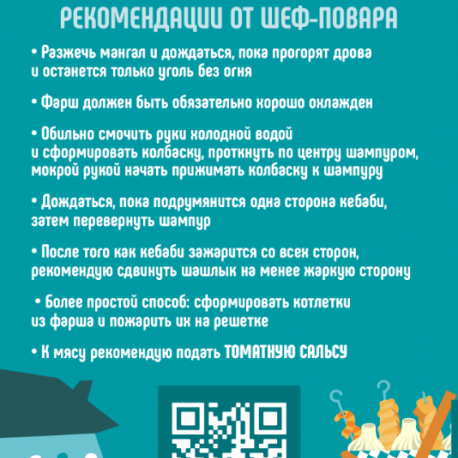 РЕКОМЕНДАЦИИ ОТ ШЕФ-ПОВАРА
• Разжечь мангал и дождаться, пока прогорят дрова
и останется только уголь без огня
• Фарш должен быть обязательно хорошо охлажден
• Обильно смочить руки холодной водой
и сформировать колбаску, проткнуть по центру шампуром,
мокрой рукой начать прижимать колбаску к шампуру
• Дождаться, пока подрумянится одна сторона кебаби,
затем перевернуть шампур
• После того как кебаби зажарится со всех сторон,
рекомендую сдвинуть шашлык на менее жаркую сторону
• Более простой способ: сформировать котлетки
из фарша и пожарить их на решетке
• К мясу рекомендую подать ТОМАТНУЮ САЛЬСУ